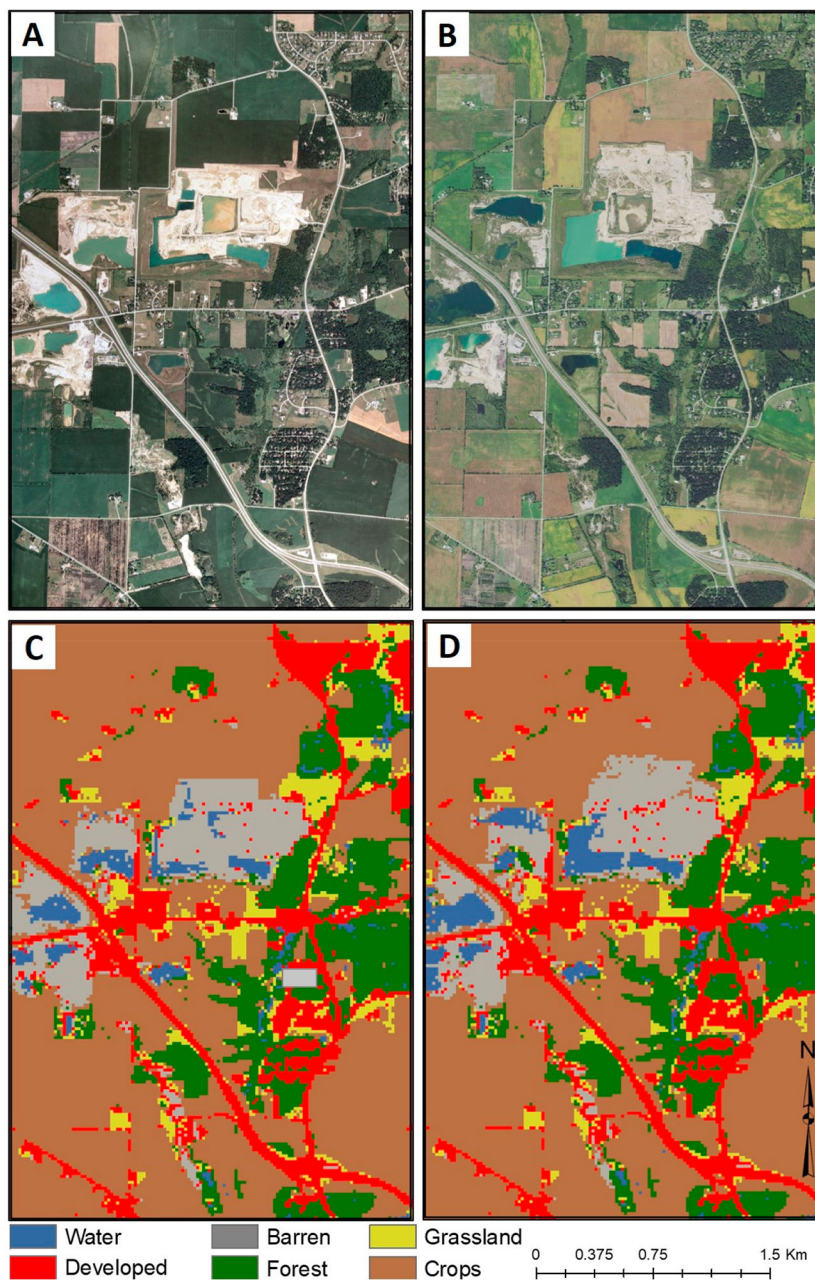 A
B
C
D
N
Water
Barren
Grassland
Developed
Forest
Crops
0 0.375 0.75 1.5 Km